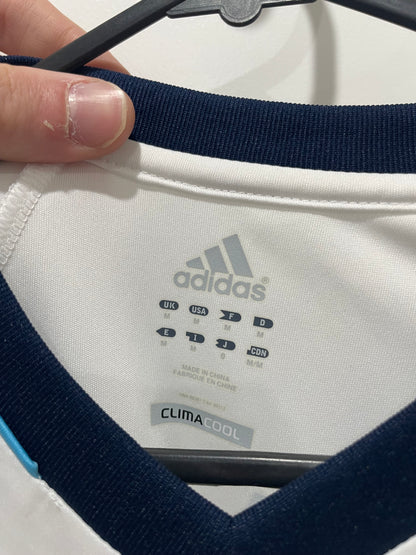 adidas®
UK USA F D
M M M M
E I J CDN
M M O M/M
MADE IN CHINA
FABRIQUE EN CHINE
CLIMACOOL